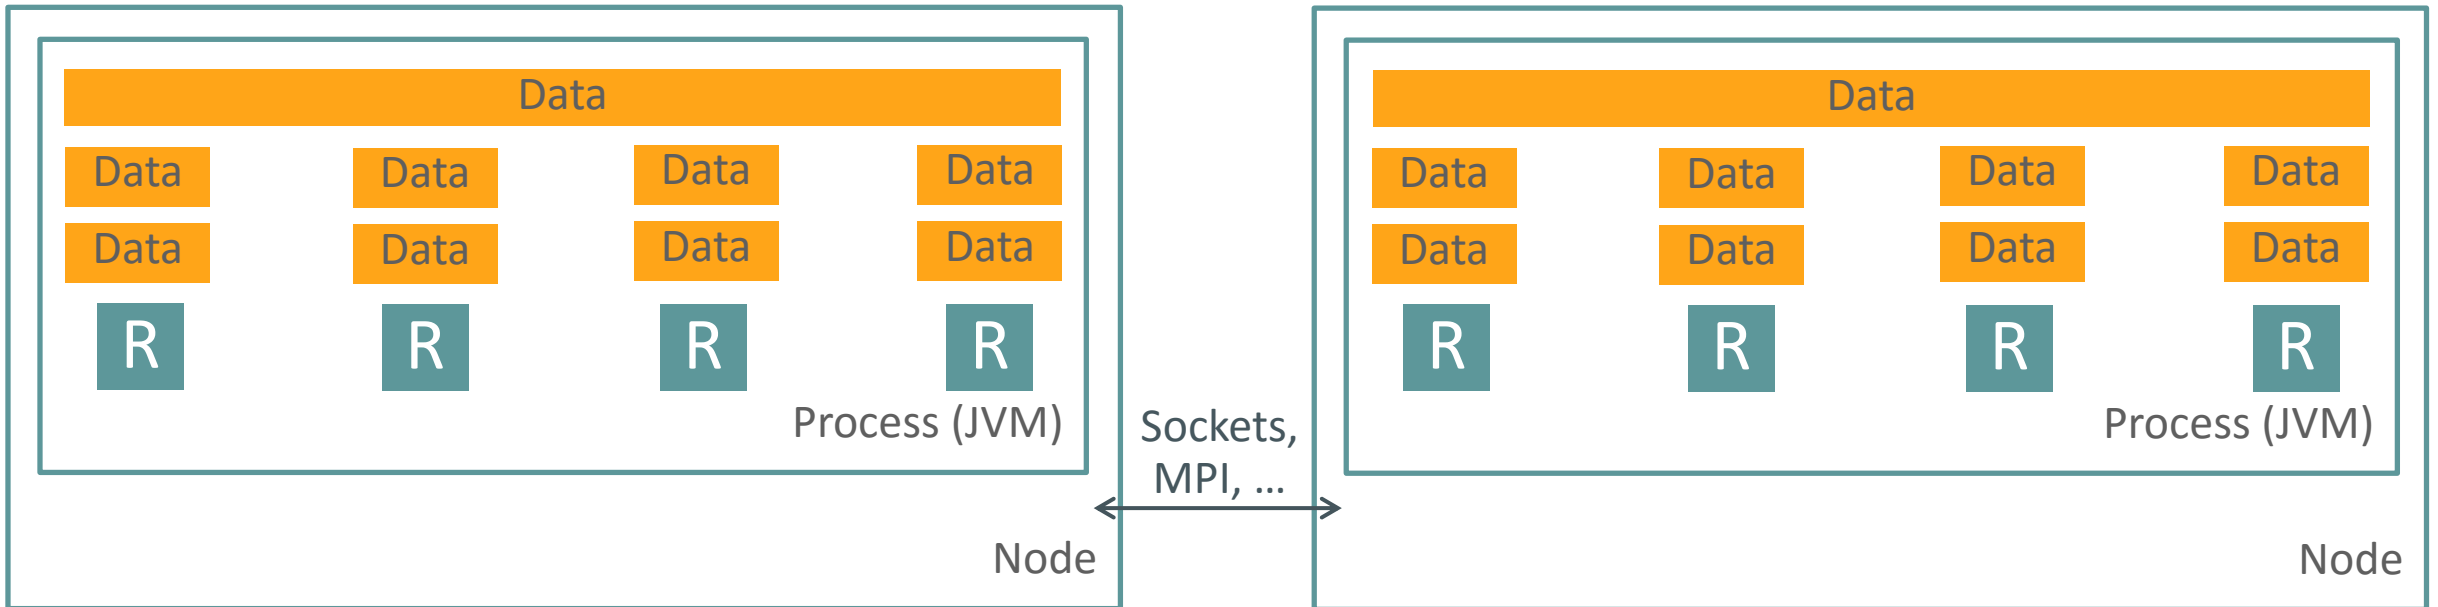 Data
Data Data Data Data
Data Data Data Data
R R R R
Process (JVM)
Node
Sockets,
MPI, ...
Data
Data Data Data Data
Data Data Data Data
R R R R
Process (JVM)
Node